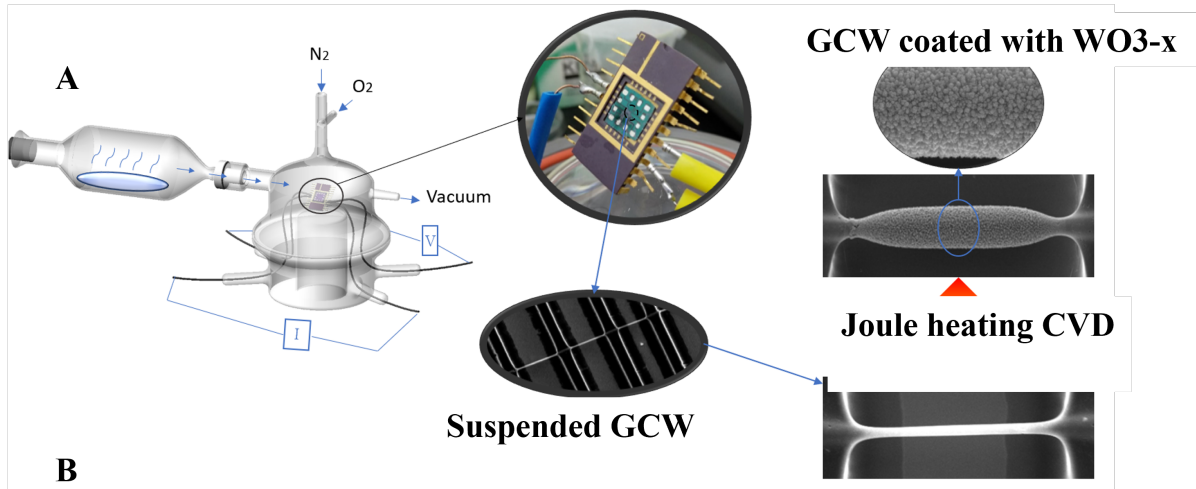 A
N2
O2
Vacuum
V
I
GCW coated with WO3-x
Joule heating CVD
Suspended GCW
B